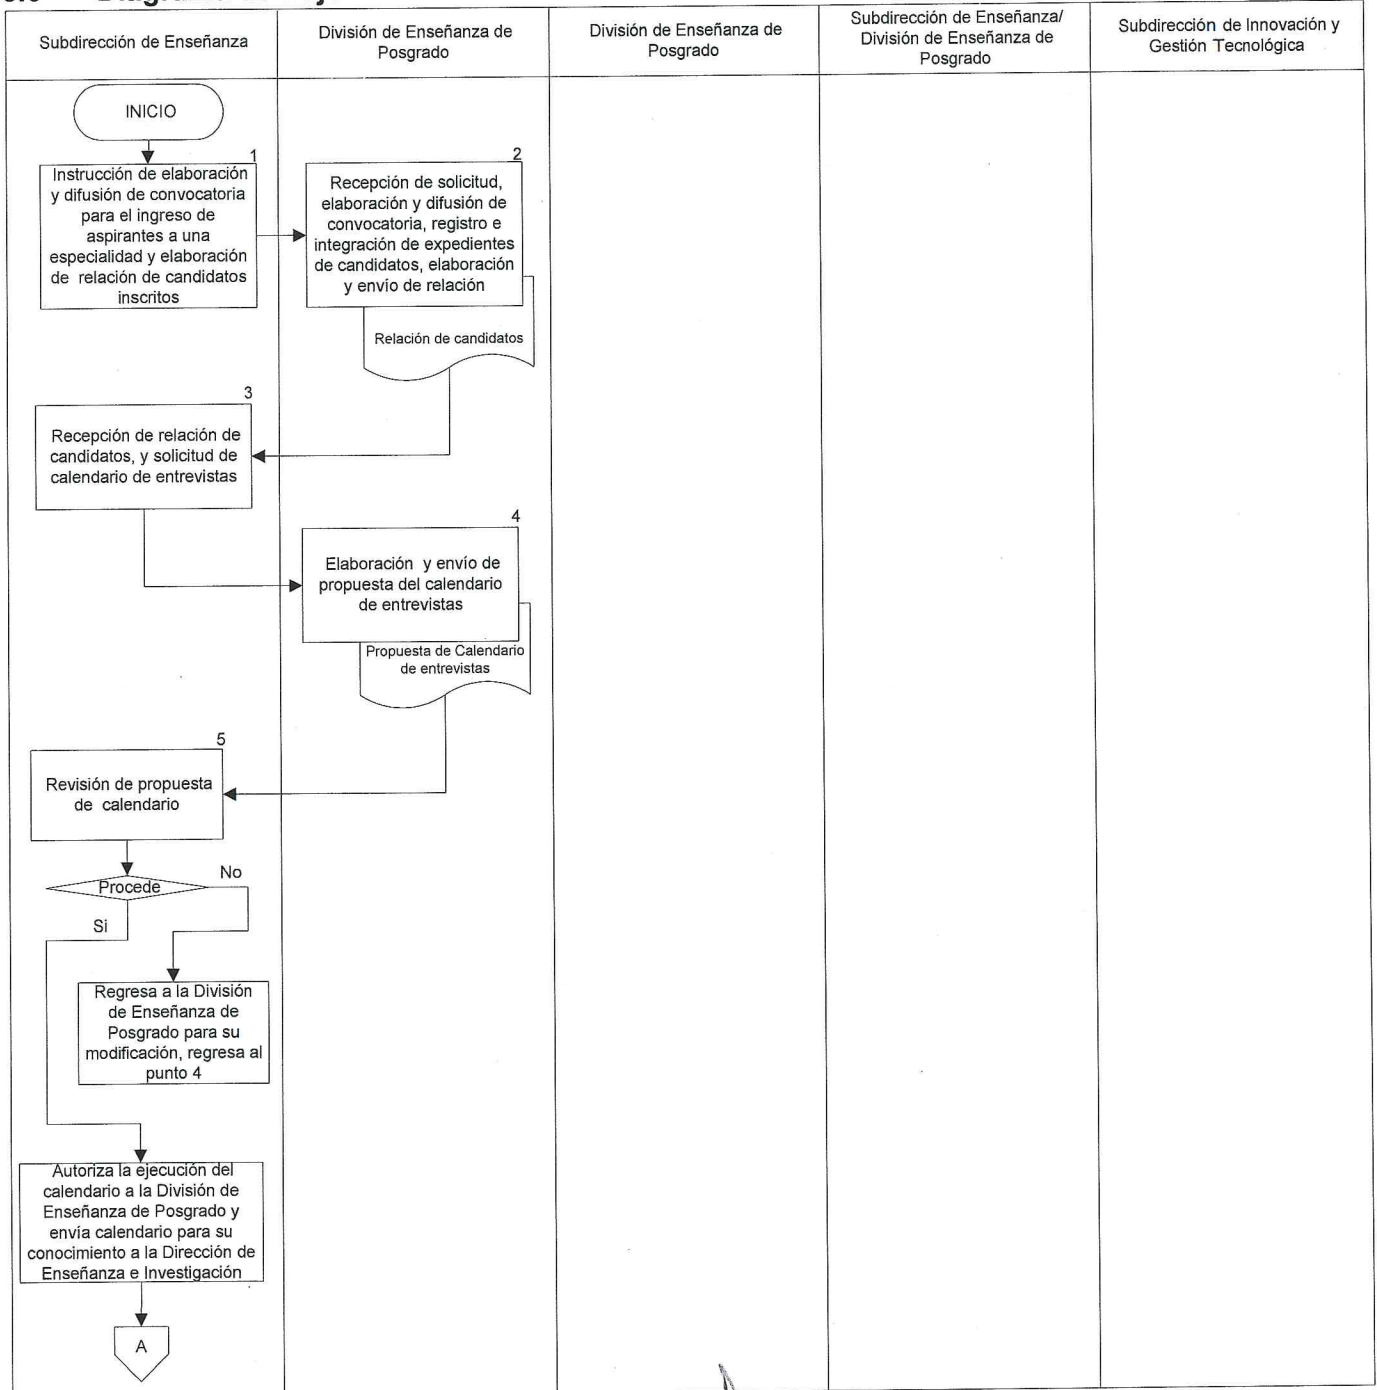 Subdirección de Enseñanza
División de Enseñanza de
Posgrado
División de Enseñanza de
Posgrado
Subdirección de Enseñanza/
División de Enseñanza de
Posgrado
Subdirección de Innovación y
Gestión Tecnológica
INICIO
1
Instrucción de elaboración
y difusión de convocatoria
para el ingreso de
aspirantes a una
especialidad y elaboración
de relación de candidatos
inscritos
2
Recepción de solicitud,
elaboración y difusión de
convocatoria, registro e
integración de expedientes
de candidatos, elaboración
y envío de relación
Relación de candidatos
3
Recepción de relación de
candidatos, y solicitud de
calendario de entrevistas
4
Elaboración y envío de
propuesta del calendario
de entrevistas
Propuesta de Calendario
de entrevistas
5
Revisión de propuesta
de calendario
Procede
No
Si
Regresa a la División
de Enseñanza de
Posgrado para su
modificación, regresa al
punto 4
Autoriza la ejecución del
calendario a la División de
Enseñanza de Posgrado y
envía calendario para su
conocimiento a la Dirección de
Enseñanza e Investigación
A